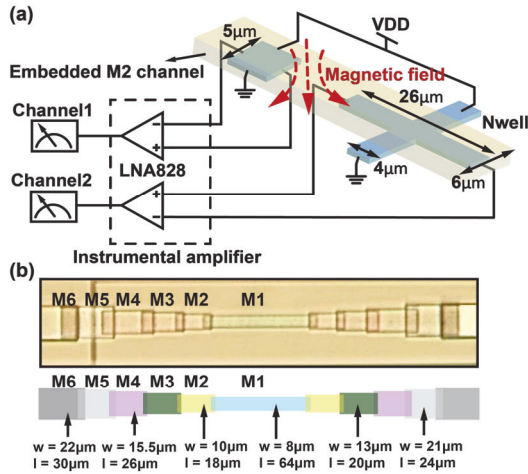 (a)
5μm
VDD
Embedded M2 channel
Magnetic field
26μm
Channel1
Nwell
LNA828
Channel2
4μm
6μm
Instrumental amplifier
(b)
M6 M5 M4 M3 M2 M1
M6 M5 M4 M3 M2 M1
w = 22μm w = 15.5μm w = 10μm w = 8μm w = 13μm w = 21μm
l = 30μm l = 26μm l = 18μm l = 64μm l = 20μm l = 24μm